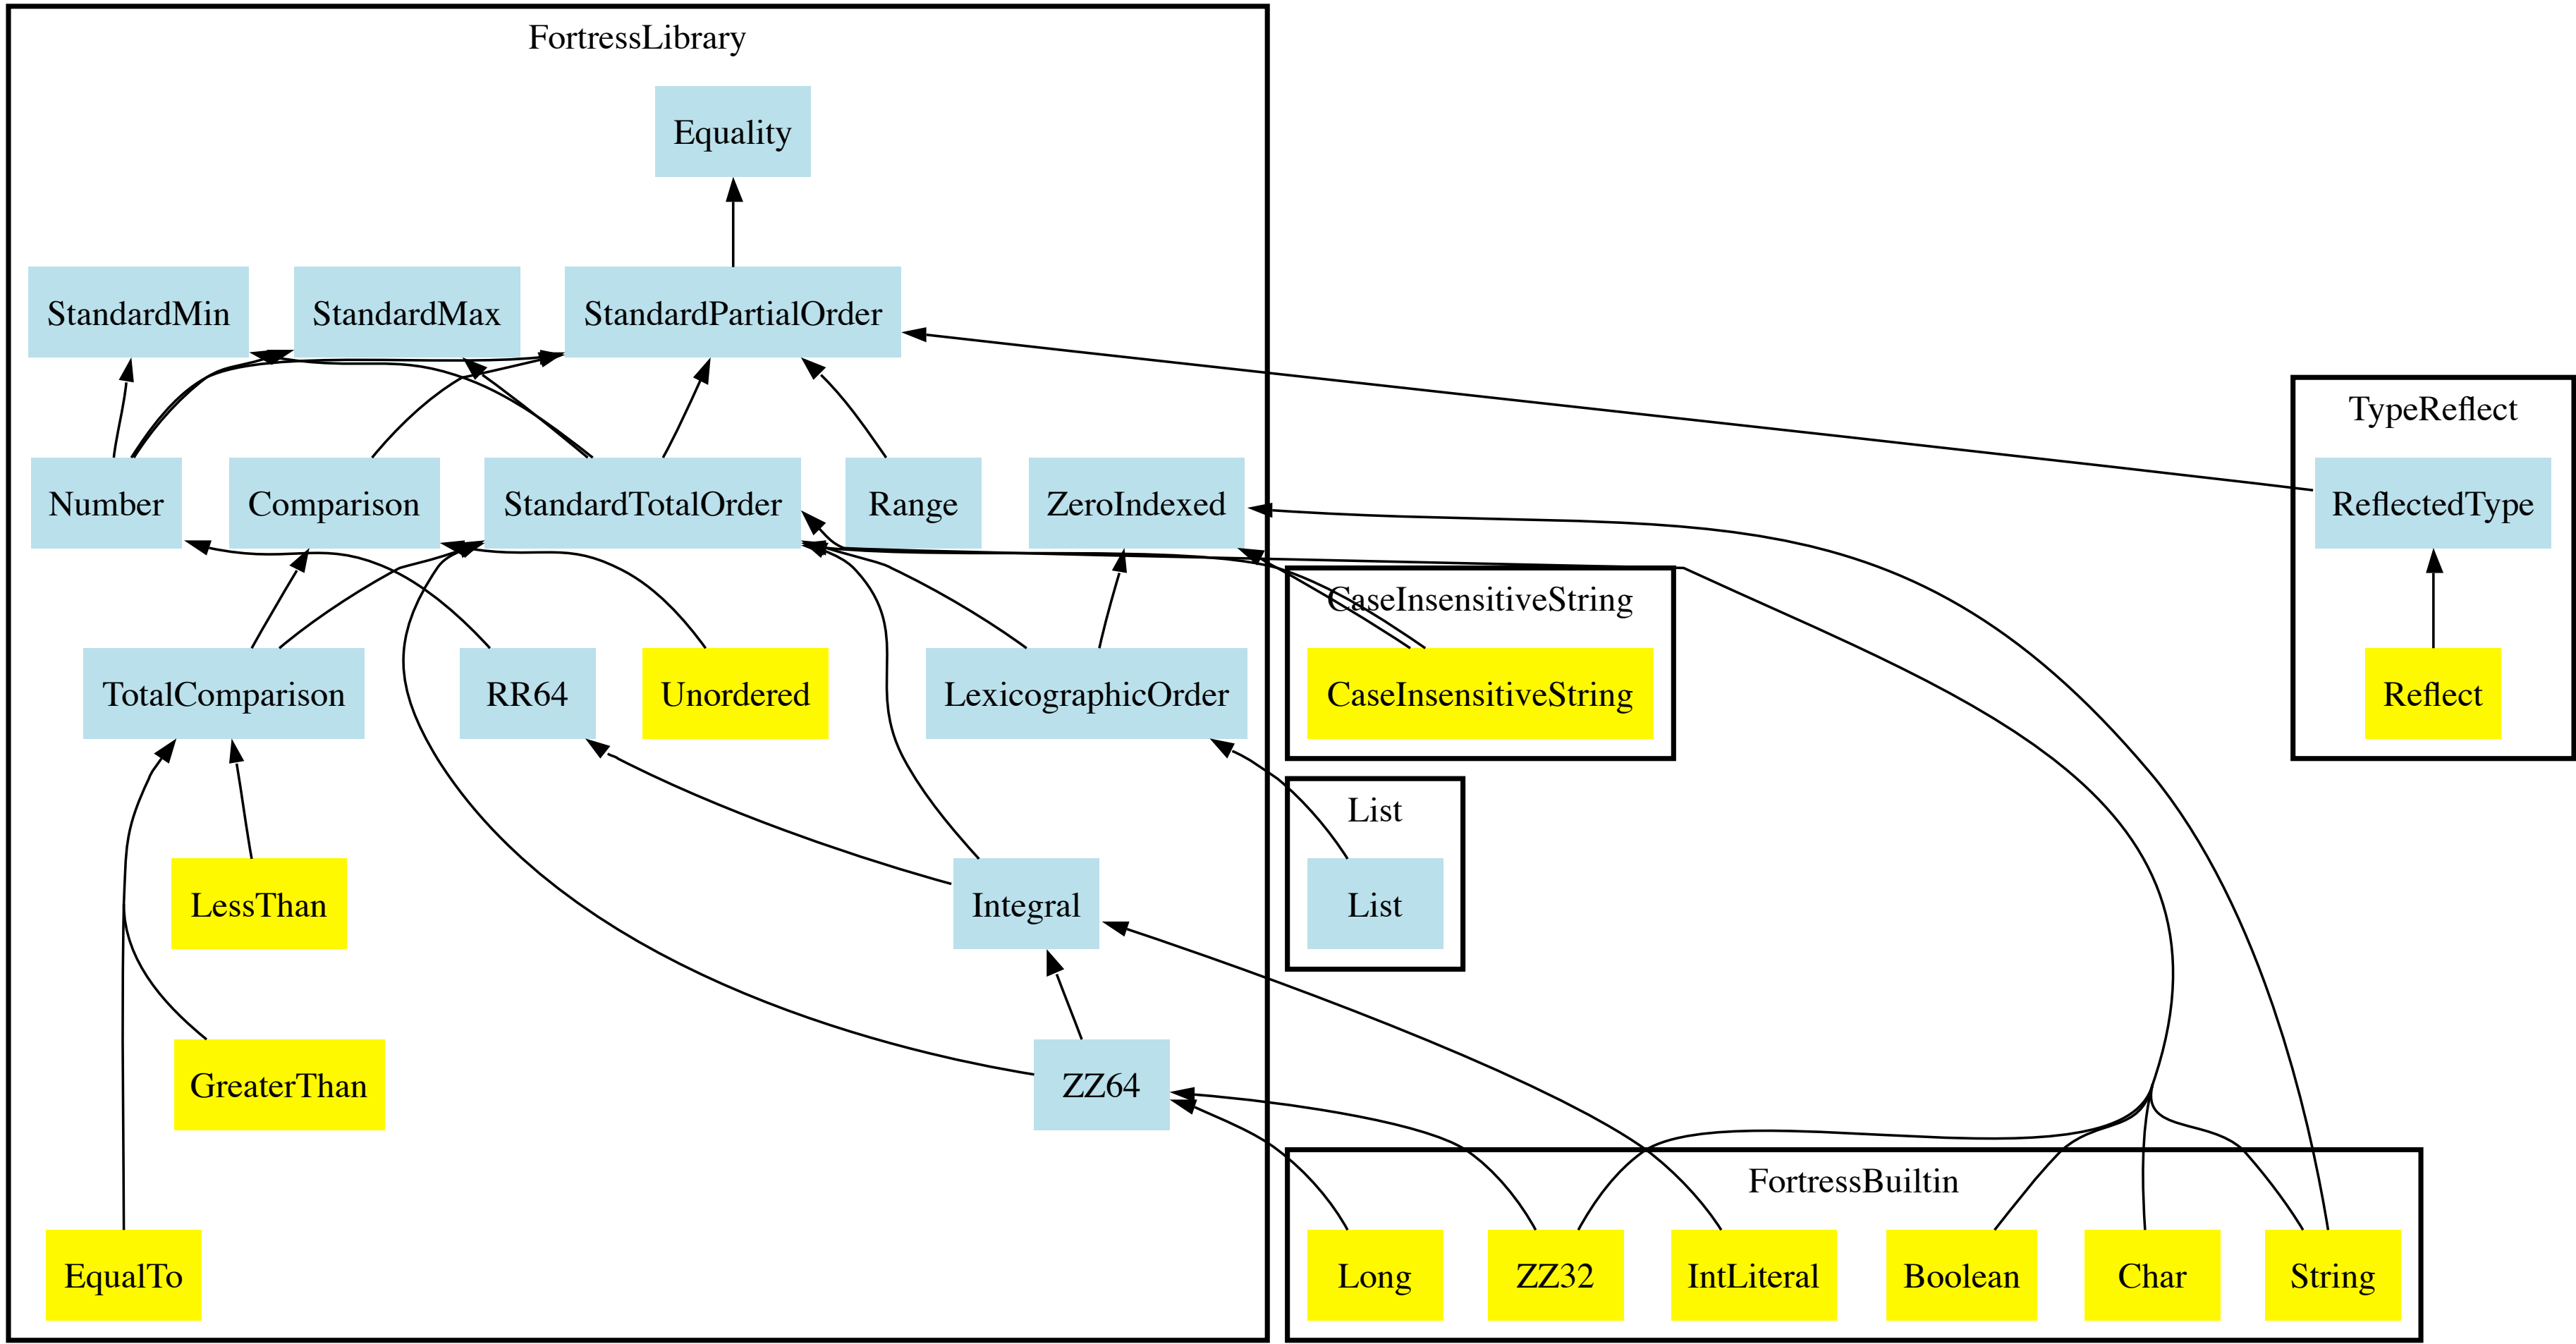 FortressLibrary
Equality
StandardMin
StandardMax
StandardPartialOrder
TypeReflect
Number
Comparison
StandardTotalOrder
Range
ZeroIndexed
ReflectedType
CaseInsensitiveString
TotalComparison
RR64
Unordered
LexicographicOrder
CaseInsensitiveString
Reflect
List
LessThan
Integral
List
GreaterThan
ZZ64
FortressBuiltin
EqualTo
Long
ZZ32
IntLiteral
Boolean
Char
String